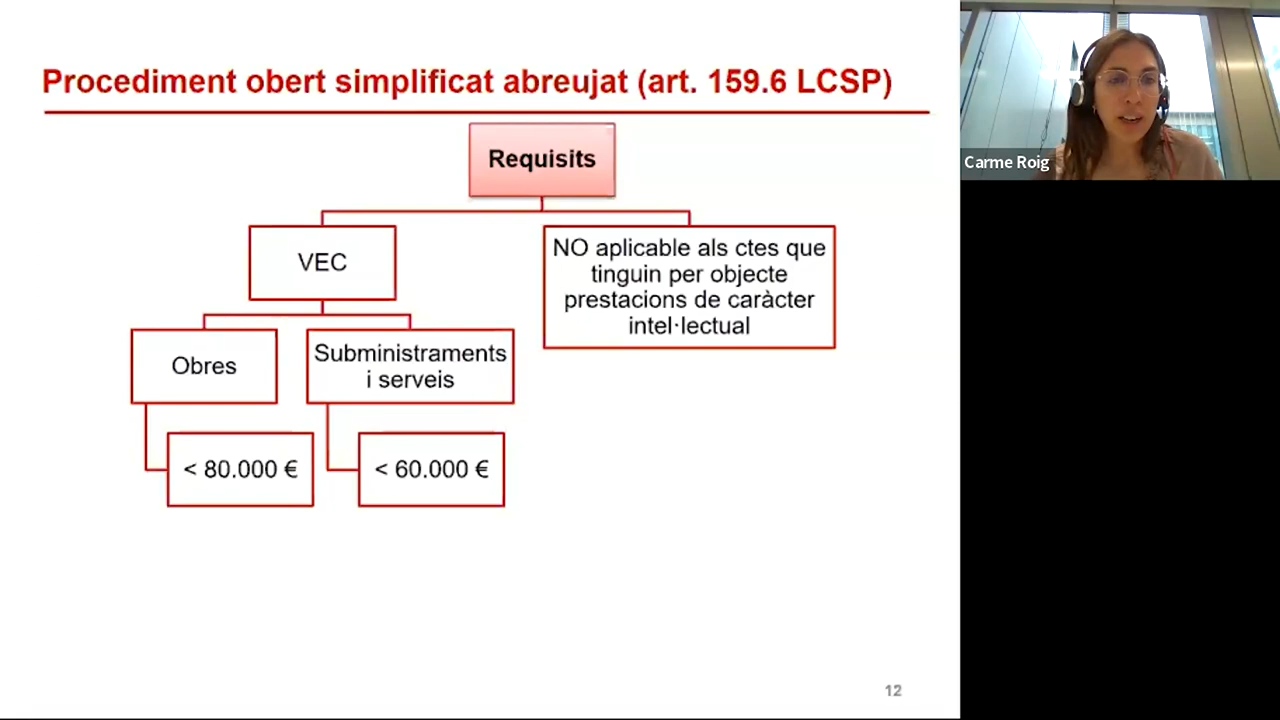 Procediment obert simplificat abreujat (art. 159.6 LCSP)
Requisits
VEC
NO aplicable als ctes que
tinguin per objecte
prestacions de caràcter
intel·lectual
Obres
Subministraments
i serveis
< 80.000 €
< 60.000 €
12
Carme Roig